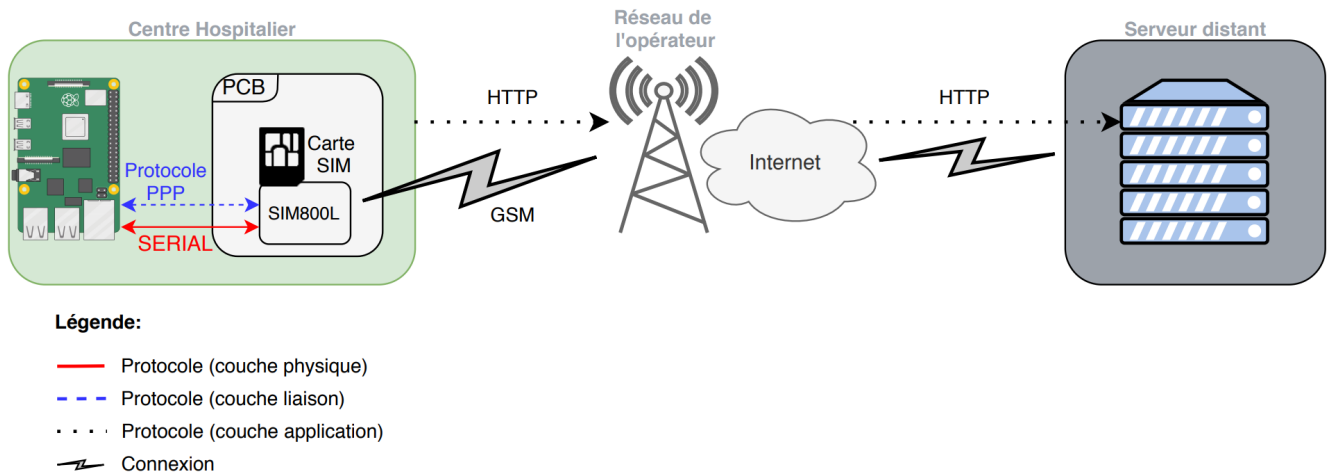 Centre Hospitalier
Réseau de
l'opérateur
Serveur distant
PCB
HTTP
HTTP
Carte
SIM
Protocole
PPP
Internet
SIM800L
GSM
SERIAL
Légende:
Protocole (couche physique)
Protocole (couche liaison)
Protocole (couche application)
Connexion